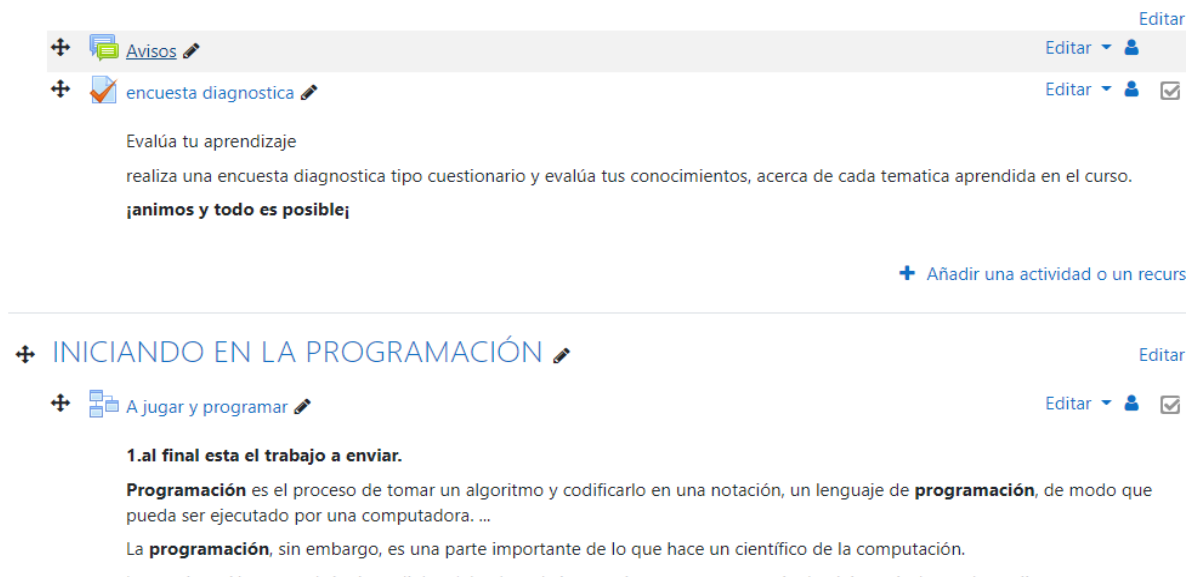 Editar
Avisos Editar
encuesta diagnostica Editar
Evalúa tu aprendizaje
realiza una encuesta diagnostica tipo cuestionario y evalúa tus conocimientos, acerca de cada tematica aprendida en el curso.
¡animos y todo es posible¡
Añadir una actividad o un recurs
INICIANDO EN LA PROGRAMACIÓN Editar
A jugar y programar Editar
1.al final esta el trabajo a enviar.
Programación es el proceso de tomar un algoritmo y codificarlo en una notación, un lenguaje de programación, de modo que
pueda ser ejecutado por una computadora. ...
La programación, sin embargo, es una parte importante de lo que hace un científico de la computación.